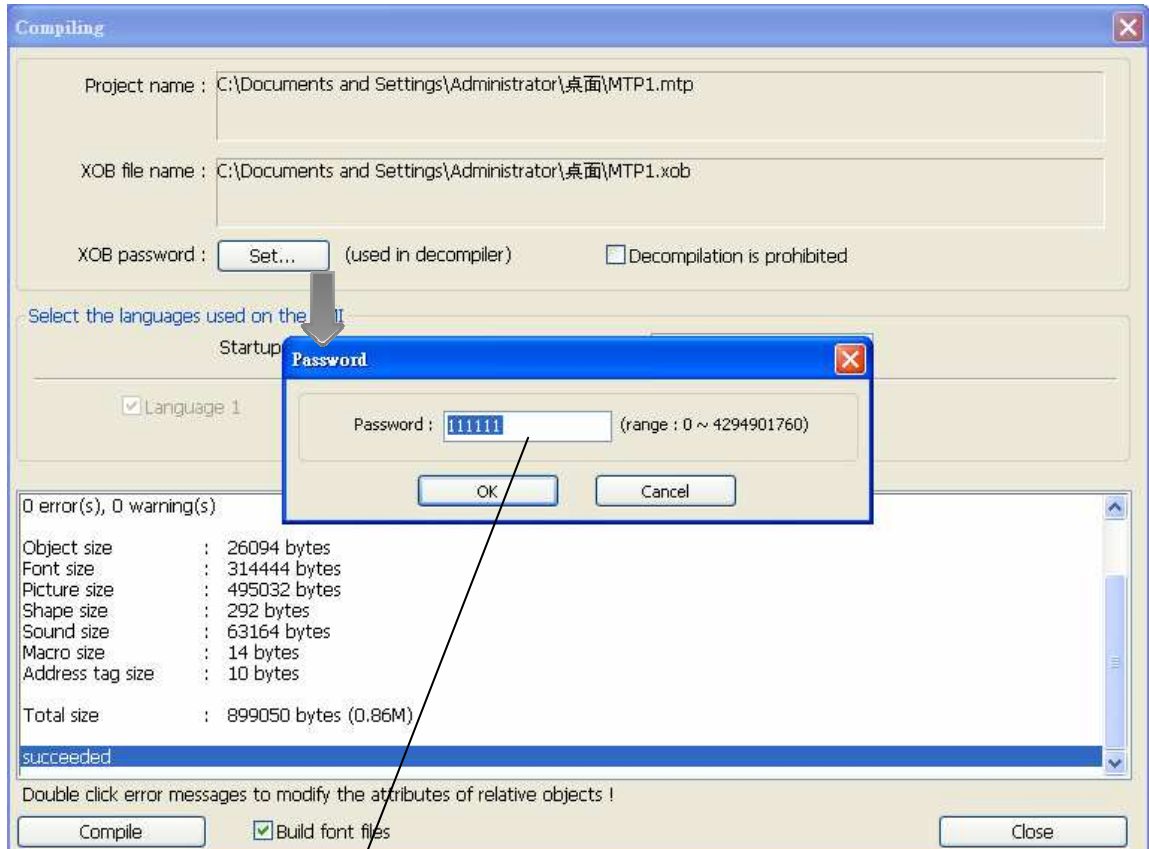 Compiling
Project name : C:\Documents and Settings\Administrator\桌面\MTP1.mtp
XOB file name : C:\Documents and Settings\Administrator\桌面\MTP1.xob
XOB password : Set... (used in decompiler) Decompilation is prohibited
Select the languages used on the
Startup
Password
Language 1
Password : 111111 (range : 0 ~ 4294901760)
OK Cancel
0 error(s), 0 warning(s)
Object size : 26094 bytes
Font size : 314444 bytes
Picture size : 495032 bytes
Shape size : 292 bytes
Sound size : 63164 bytes
Macro size : 14 bytes
Address tag size : 10 bytes
Total size : 899050 bytes (0.86M)
succeeded
Double click error messages to modify the attributes of relative objects !
Compile Build font files Close